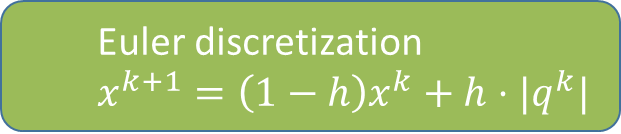 Euler discretization
x^{k+1} = (1 − h)x^k + h ⋅ |q^k|